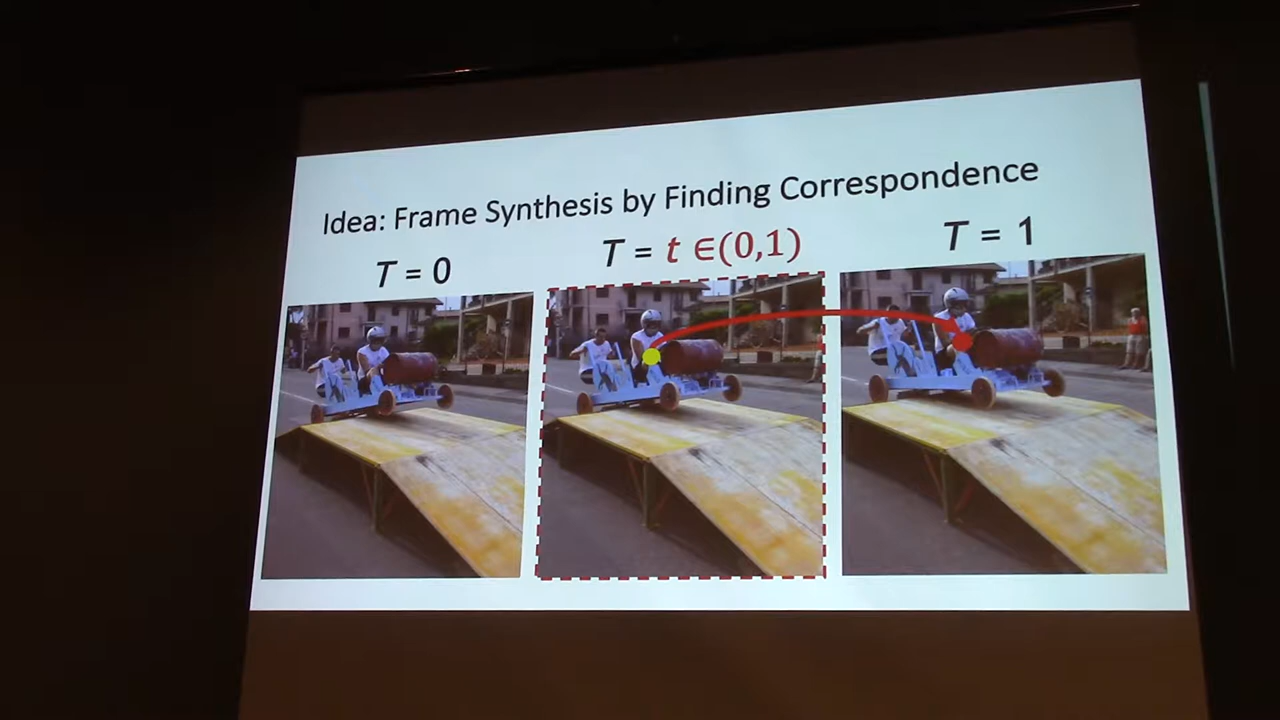 Idea: Frame Synthesis by Finding Correspondence
T = 0
T = t ∈(0,1)
T = 1